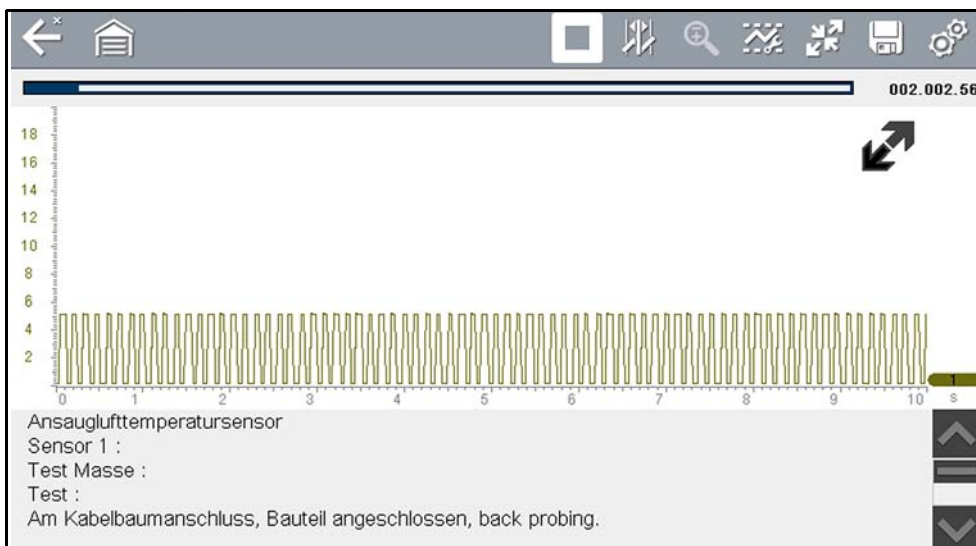 002.002.56
18
16
14
12
10
8
6
4
2
0 1 2 3 4 5 6 7 8 9 10 s
1
Ansauglufttemperatursensor
Sensor 1 :
Test Masse :
Test :
Am Kabelbaumanschluss, Bauteil angeschlossen, back probing.